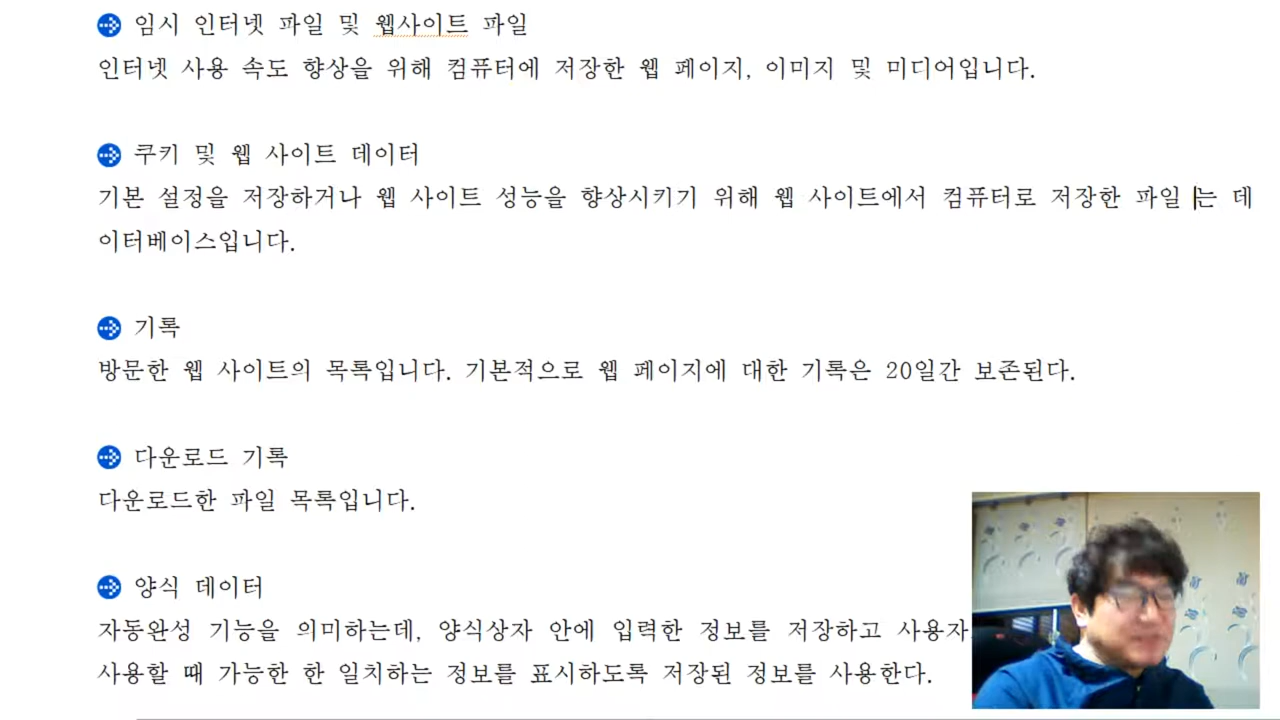 임시 인터넷 파일 및 웹사이트 파일
인터넷 사용 속도 향상을 위해 컴퓨터에 저장한 웹 페이지, 이미지 및 미디어입니다.
쿠키 및 웹 사이트 데이터
기본 설정을 저장하거나 웹 사이트 성능을 향상시키기 위해 웹 사이트에서 컴퓨터로 저장한 파일 는 데
이터베이스입니다.
기록
방문한 웹 사이트의 목록입니다. 기본적으로 웹 페이지에 대한 기록은 20일간 보존된다.
다운로드 기록
다운로드한 파일 목록입니다.
양식 데이터
자동완성 기능을 의미하는데, 양식상자 안에 입력한 정보를 저장하고 사용자
사용할 때 가능한 한 일치하는 정보를 표시하도록 저장된 정보를 사용한다.